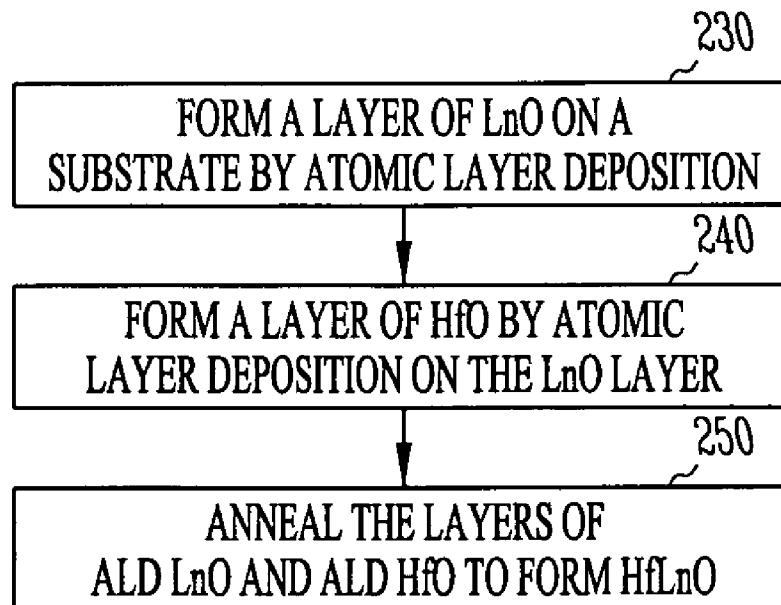 230
FORM A LAYER OF LnO ON A
SUBSTRATE BY ATOMIC LAYER DEPOSITION
240
FORM A LAYER OF HfO BY ATOMIC
LAYER DEPOSITION ON THE LnO LAYER
250
ANNEAL THE LAYERS OF
ALD LnO AND ALD HfO TO FORM HfLnO